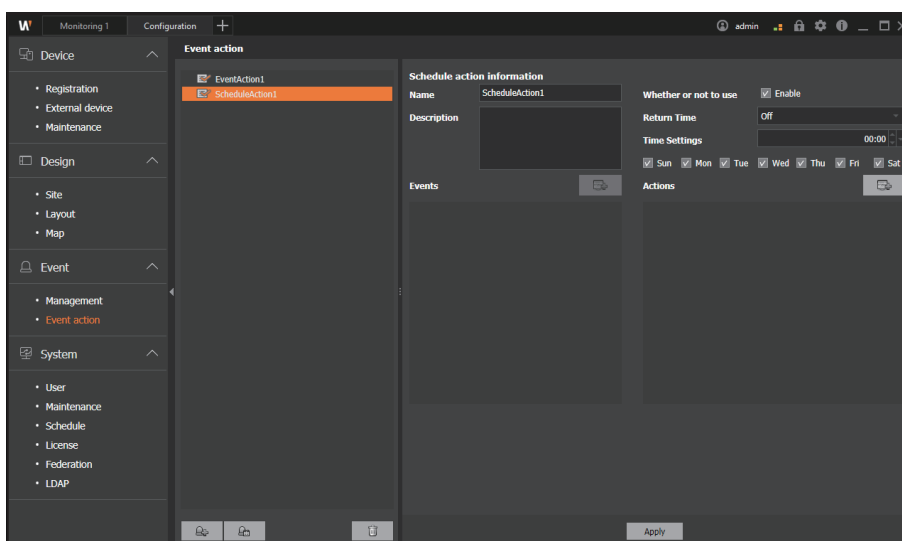 W Monitoring 1 Configuration admin
Device
• Registration
• External device
• Maintenance
Design
• Site
• Layout
• Map
Event
• Management
• Event action
System
• User
• Maintenance
• Schedule
• License
• Federation
• LDAP
Event action
EventAction1
ScheduleAction1
Schedule action information
Name ScheduleAction1
Description
Events
Whether or not to use Enable
Return Time Off
Time Settings 00:00
Sun Mon Tue Wed Thu Fri Sat
Actions
Apply